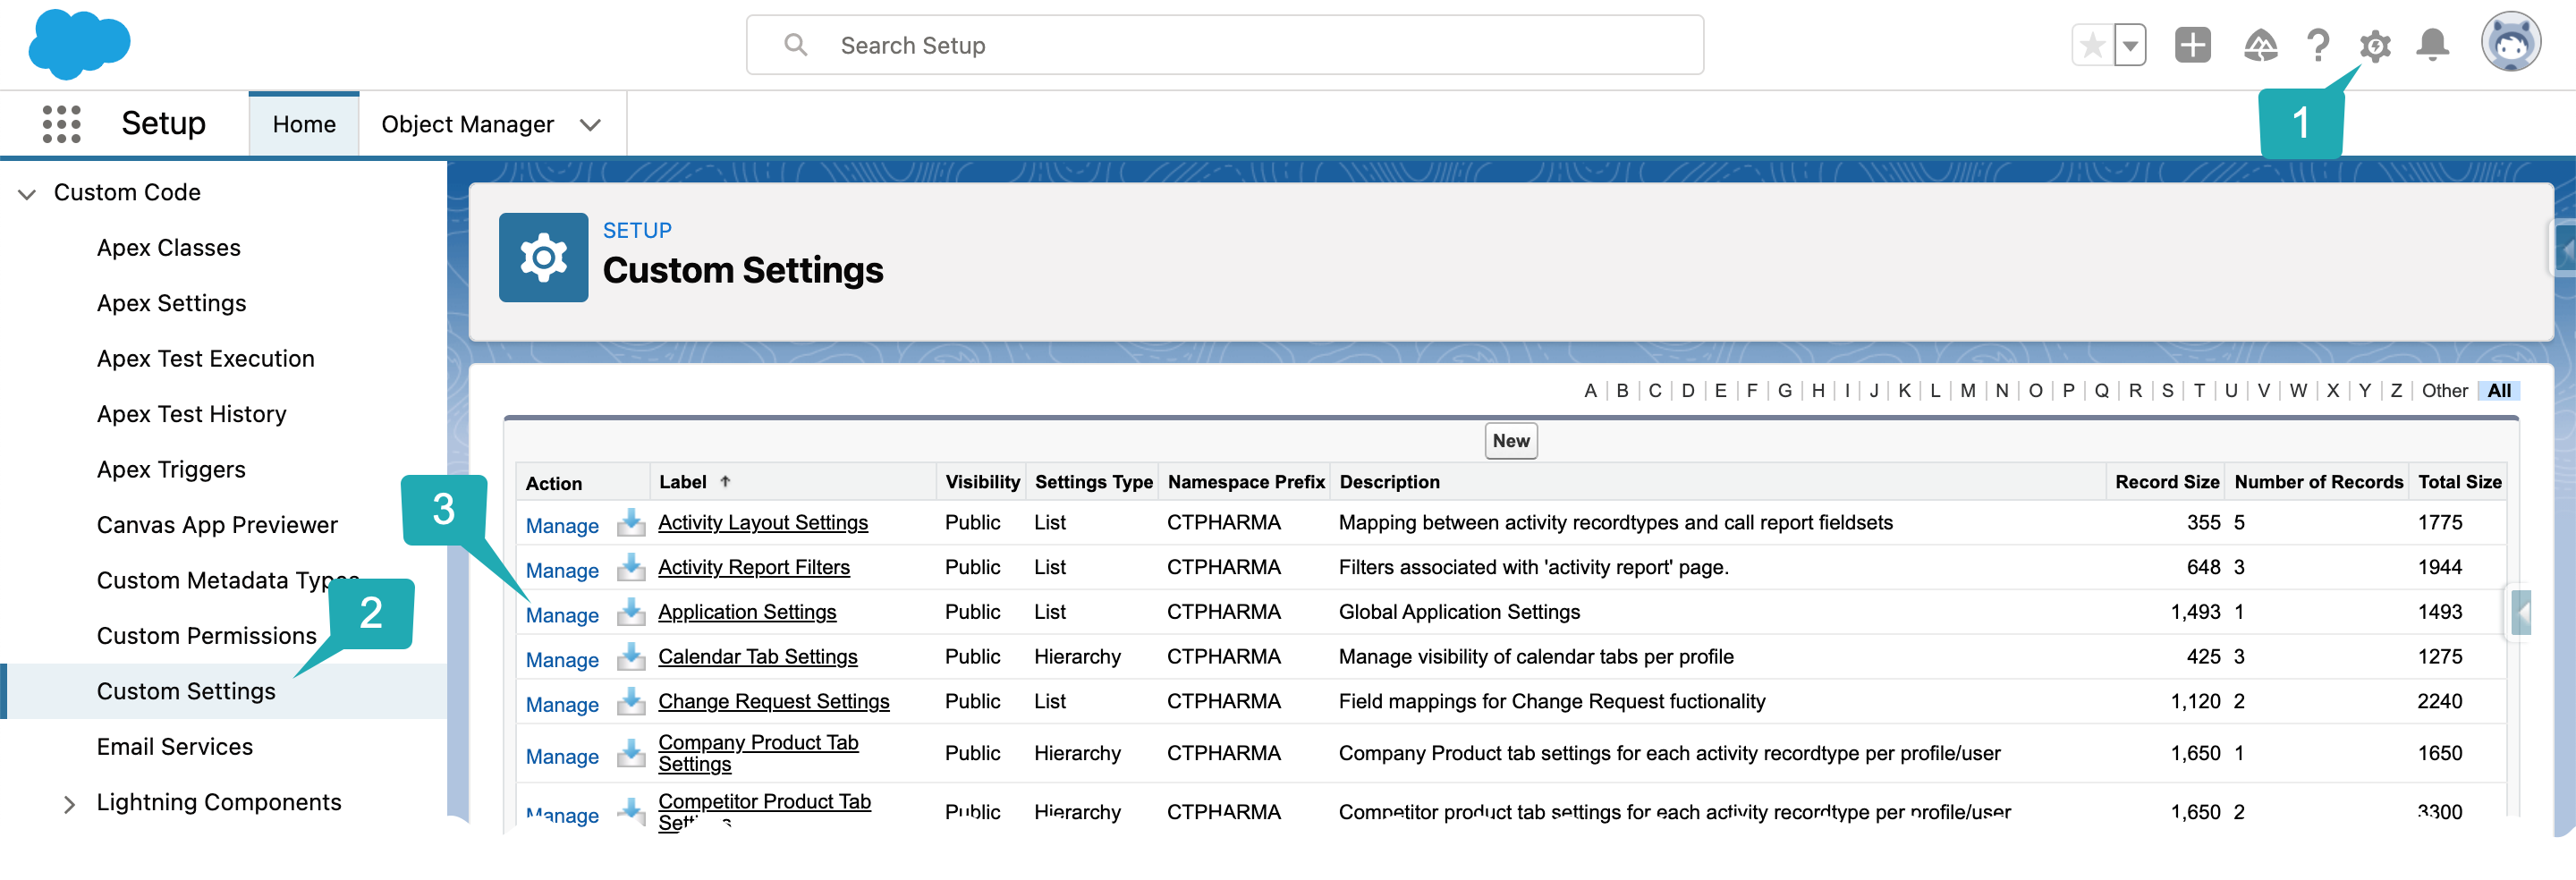 Search Setup
1
Setup Home Object Manager
Custom Code
Apex Classes
Apex Settings
Apex Test Execution
Apex Test History
Apex Triggers
Canvas App Previewer
Custom Metadata Types
Custom Permissions
2
Custom Settings
Email Services
Lightning Components
SETUP
Custom Settings
A | B | C | D | E | F | G | H | I | J | K | L | M | N | O | P | Q | R | S | T | U | V | W | X | Y | Z | Other | All
New
Action Label Visibility Settings Type Namespace Prefix Description Record Size Number of Records Total Size
3
Manage Activity Layout Settings Public List CTPHARMA Mapping between activity recordtypes and call report fieldsets 355 5 1775
Manage Activity Report Filters Public List CTPHARMA Filters associated with 'activity report' page. 648 3 1944
Manage Application Settings Public List CTPHARMA Global Application Settings 1,493 1 1493
Manage Calendar Tab Settings Public Hierarchy CTPHARMA Manage visibility of calendar tabs per profile 425 3 1275
Manage Change Request Settings Public List CTPHARMA Field mappings for Change Request fuctionality 1,120 2 2240
Manage Company Product Tab Settings Public Hierarchy CTPHARMA Company Product tab settings for each activity recordtype per profile/user 1,650 1 1650
Manage Competitor Product Tab Settings Public Hierarchy CTPHARMA Competitor product tab settings for each activity recordtype per profile/user 1,650 2 3300